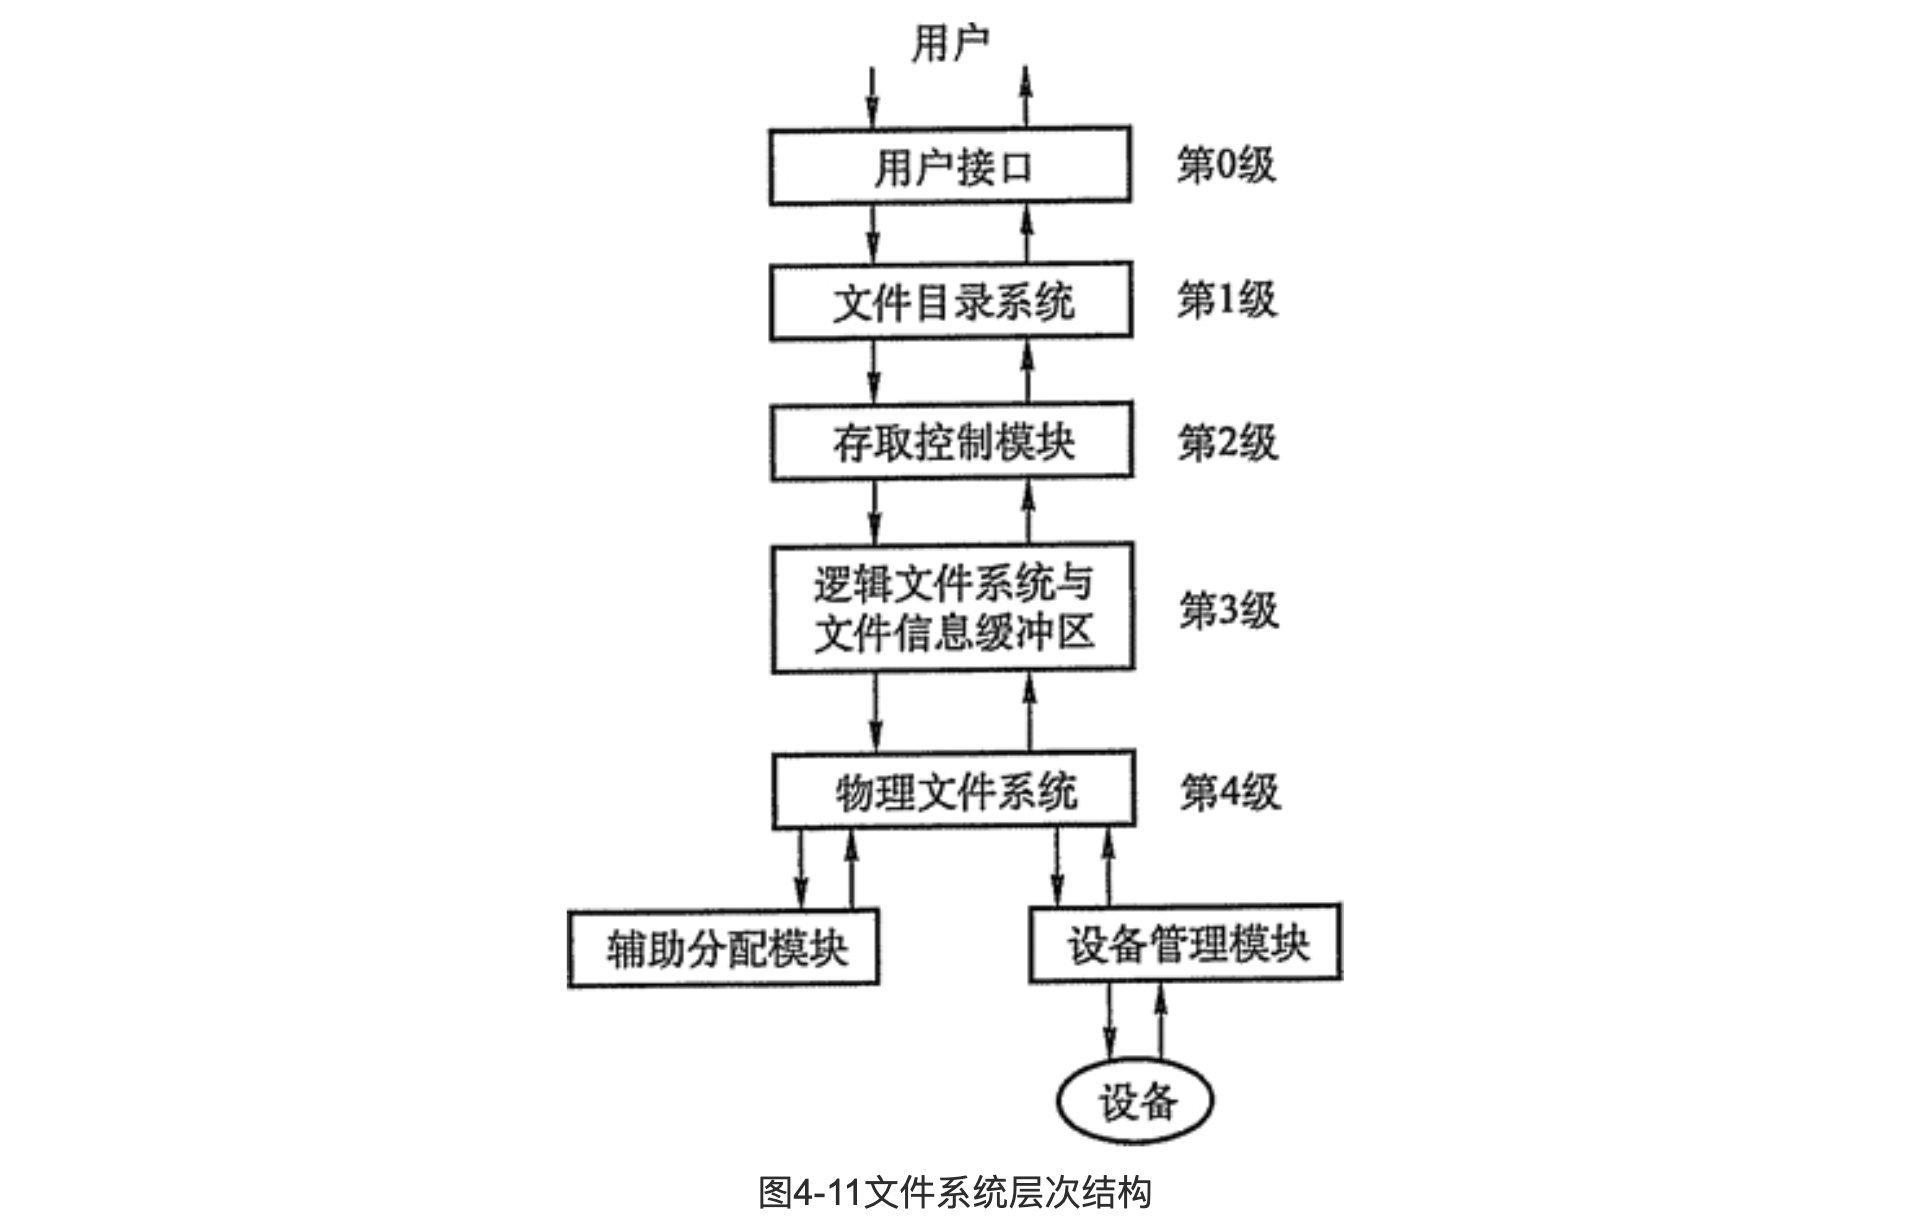 用户
用户接口
第0级
文件目录系统
第1级
存取控制模块
第2级
逻辑文件系统与
文件信息缓冲区
第3级
物理文件系统
第4级
辅助分配模块
设备管理模块
设备
图4-11文件系统层次结构